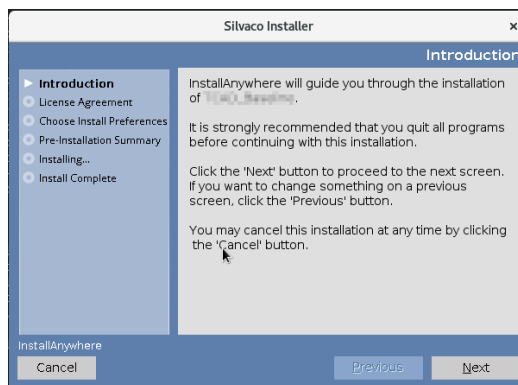 Silvaco Installer
Introduction
Introduction
License Agreement
Choose Install Preferences
Pre-Installation Summary
Installing...
Install Complete
InstallAnywhere will guide you through the installation
of
It is strongly recommended that you quit all programs
before continuing with this installation.
Click the 'Next' button to proceed to the next screen.
If you want to change something on a previous
screen, click the 'Previous' button.
You may cancel this installation at any time by clicking
the 'Cancel' button.
InstallAnywhere
Cancel
Previous
Next